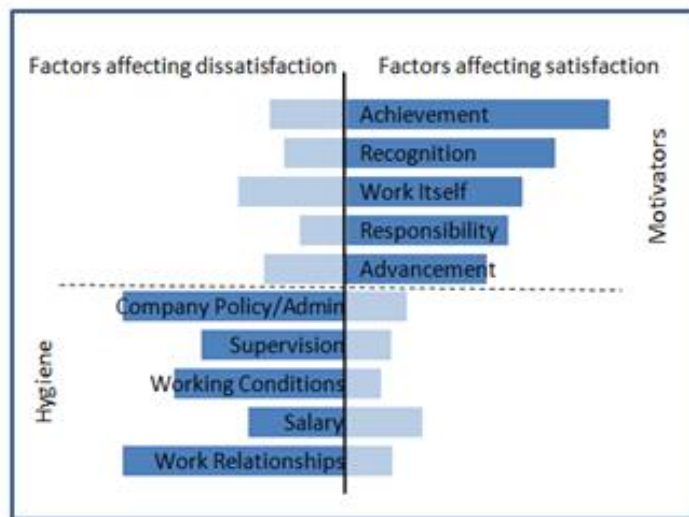 Factors affecting dissatisfaction
Factors affecting satisfaction
Achievement
Recognition
Work Itself
Responsibility
Advancement
Motivators
Company Policy/Admin
Supervision
Working Conditions
Salary
Work Relationships
Hygiene